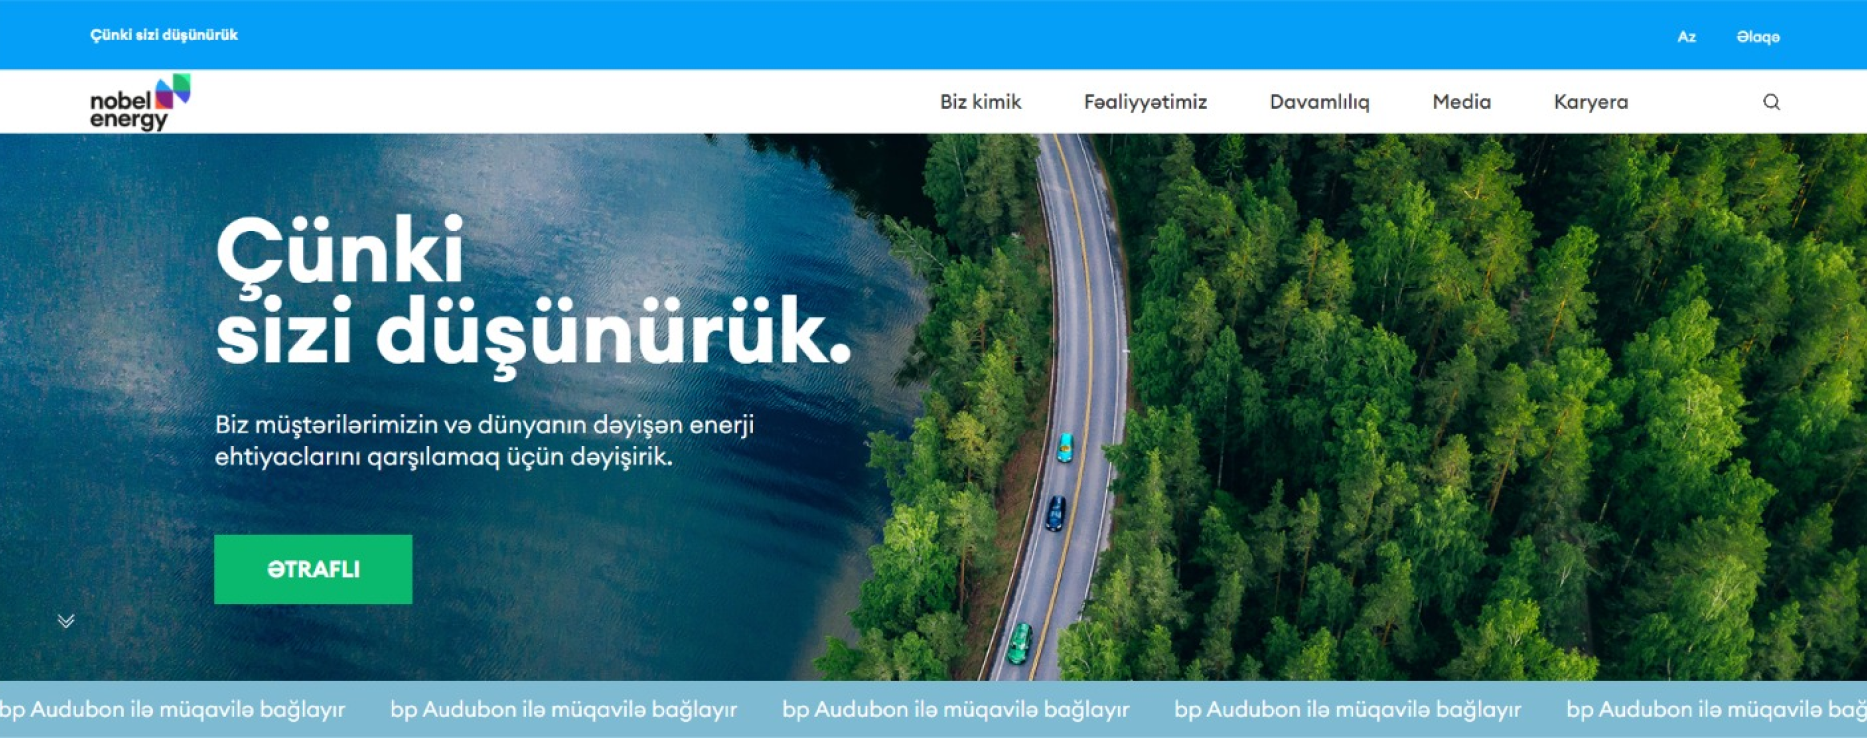 Çünki sizi düşünürük
Az
Əlaqə
nobel
energy
Biz kimik
Fəaliyyətimiz
Davamlılıq
Media
Karyera
Çünki
sizi düşünürük.
Biz müştərilərimizin və dünyanın dəyişən enerji
ehtiyaclarını qarşılamaq üçün dəyişirik.
ƏTRAFLI
bp Audubon ilə müqavilə bağlayır bp Audubon ilə müqavilə bağlayır bp Audubon ilə müqavilə bağlayır bp Audubon ilə müqavilə bağlayır bp Audubon ilə müqavilə bağ